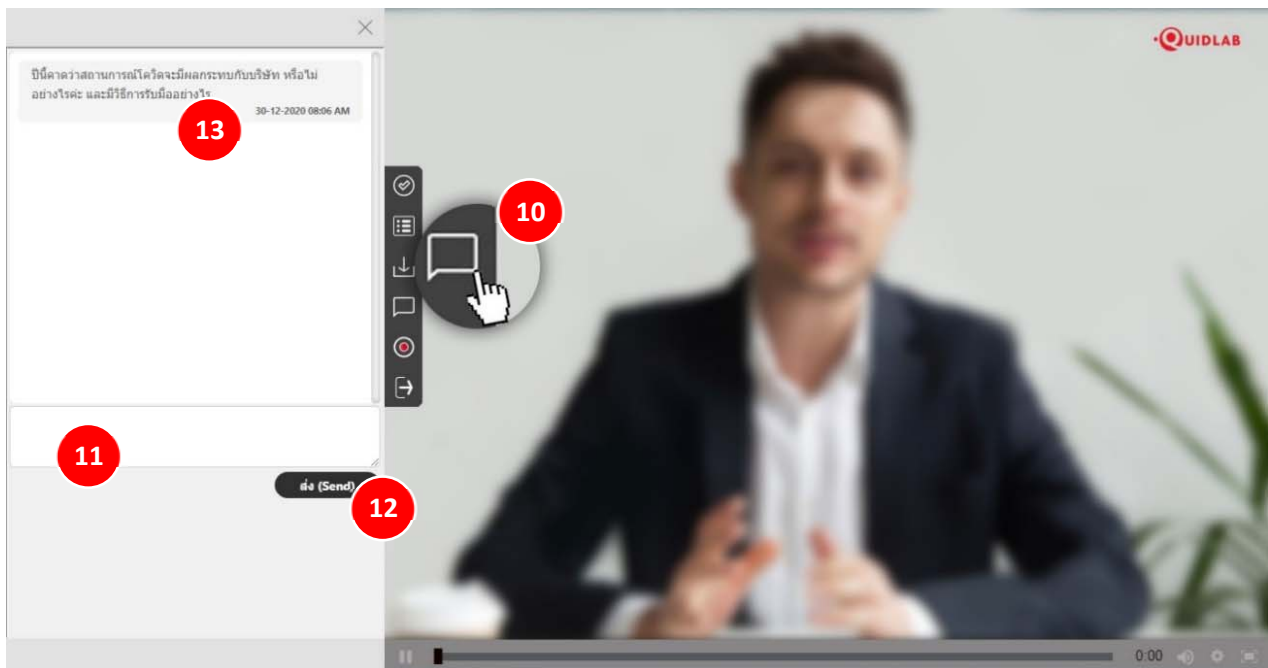 QUIDLAB
ปีนี้คาดว่าสถานการณ์โควิดจะมีผลกระทบกับบริษัท หรือไม่
อย่างไรค่ะ และมีวิธีการรับมืออย่างไร
30-12-2020 08:06 AM
13
10
11
ส่ง (Send)
12
0:00